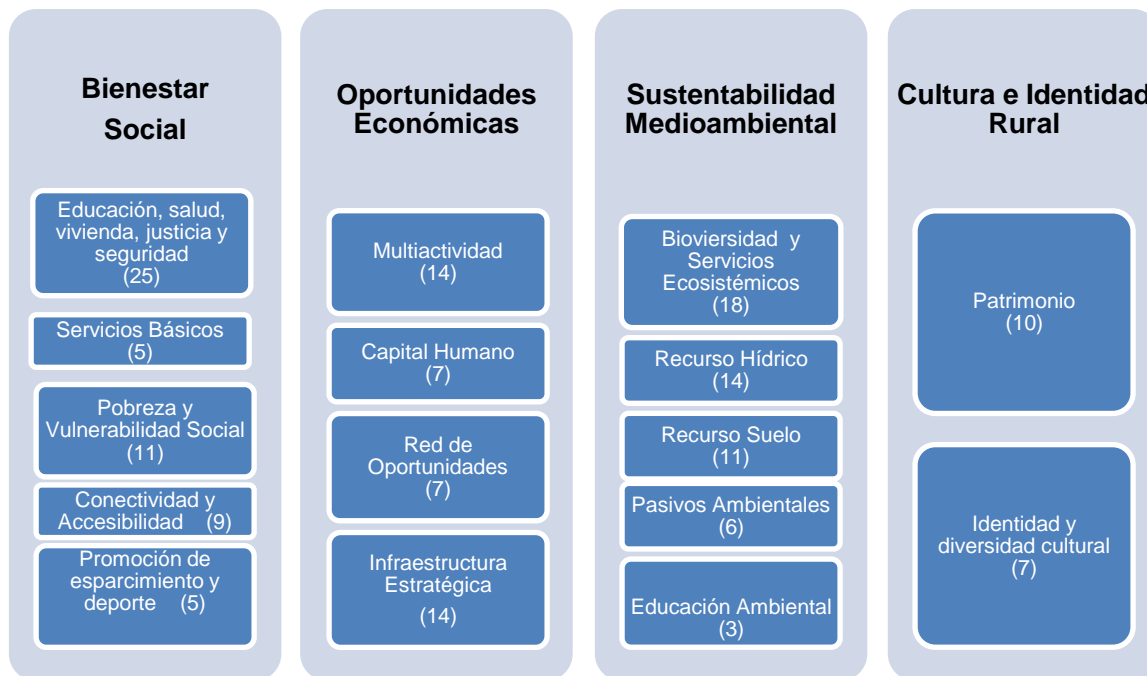 Bienestar
Social
Educación, salud,
vivienda, justicia y
seguridad
(25)
Servicios Básicos
(5)
Pobreza y
Vulnerabilidad Social
(11)
Conectividad y
Accesibilidad (9)
Promoción de
esparcimiento y
deporte (5)
Oportunidades
Económicas
Multiactividad
(14)
Capital Humano
(7)
Red de
Oportunidades
(7)
Infraestructura
Estratégica
(14)
Sustentabilidad
Medioambiental
Bioviersidad y
Servicios
Ecosistémicos
(18)
Recurso Hídrico
(14)
Recurso Suelo
(11)
Pasivos Ambientales
(6)
Educación Ambiental
(3)
Cultura e Identidad
Rural
Patrimonio
(10)
Identidad y
diversidad cultural
(7)